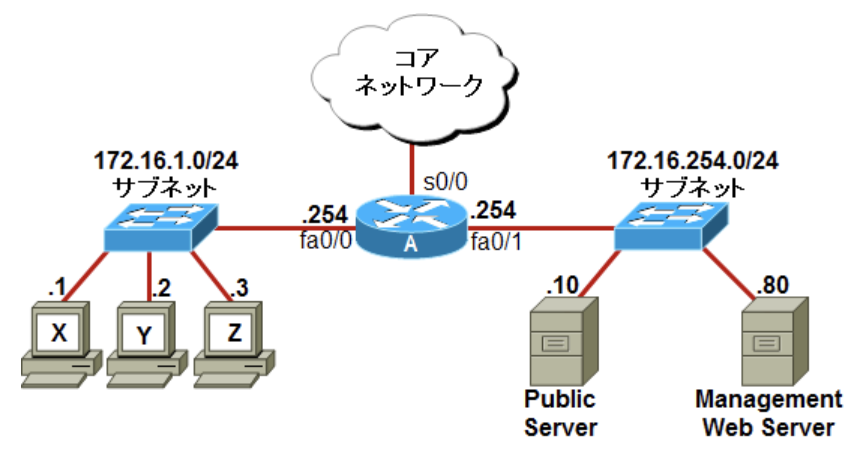 コア
ネットワーク
172.16.1.0/24
サブネット
172.16.254.0/24
サブネット
s0/0
.254
fa0/0
A
.254
fa0/1
.1
.2
.3
X
Y
Z
.10
.80
Public
Server
Management
Web Server